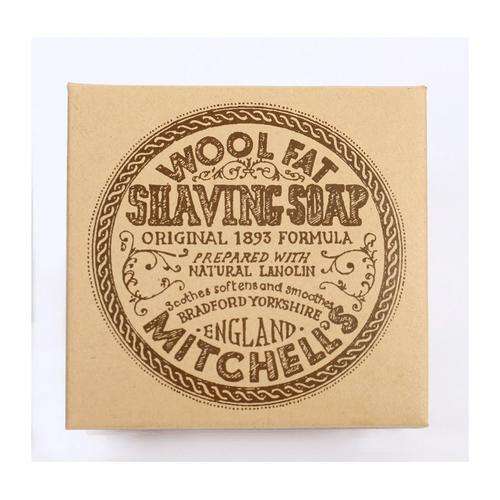 WOOL FAT
SHAVING SOAP
ORIGINAL 1893 FORMULA
PREPARED WITH
NATURAL LANOLIN
Soothes softens and smoothes
BRADFORD YORKSHIRE
·ENGLAND·
MITCHELL'S